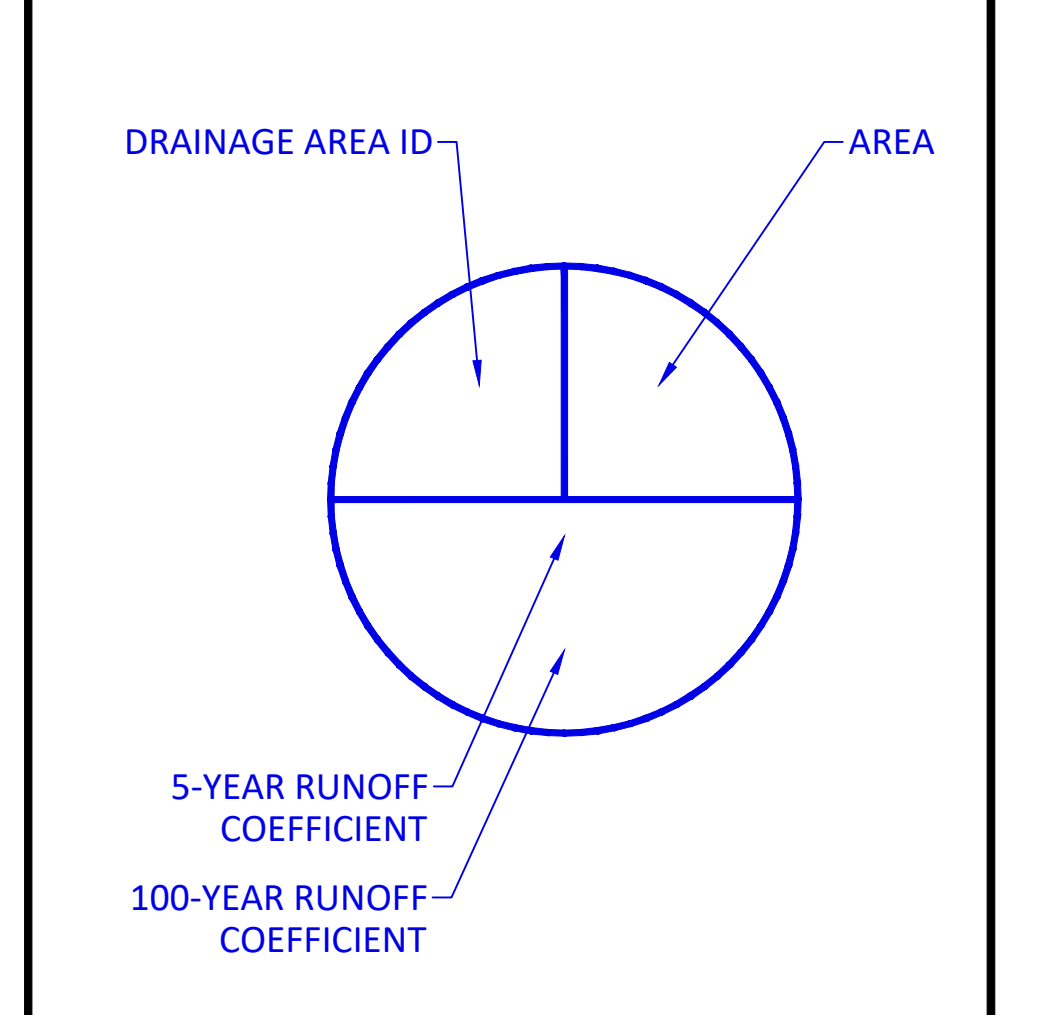 DRAINAGE AREA ID
AREA
5-YEAR RUNOFF
COEFFICIENT
100-YEAR RUNOFF
COEFFICIENT